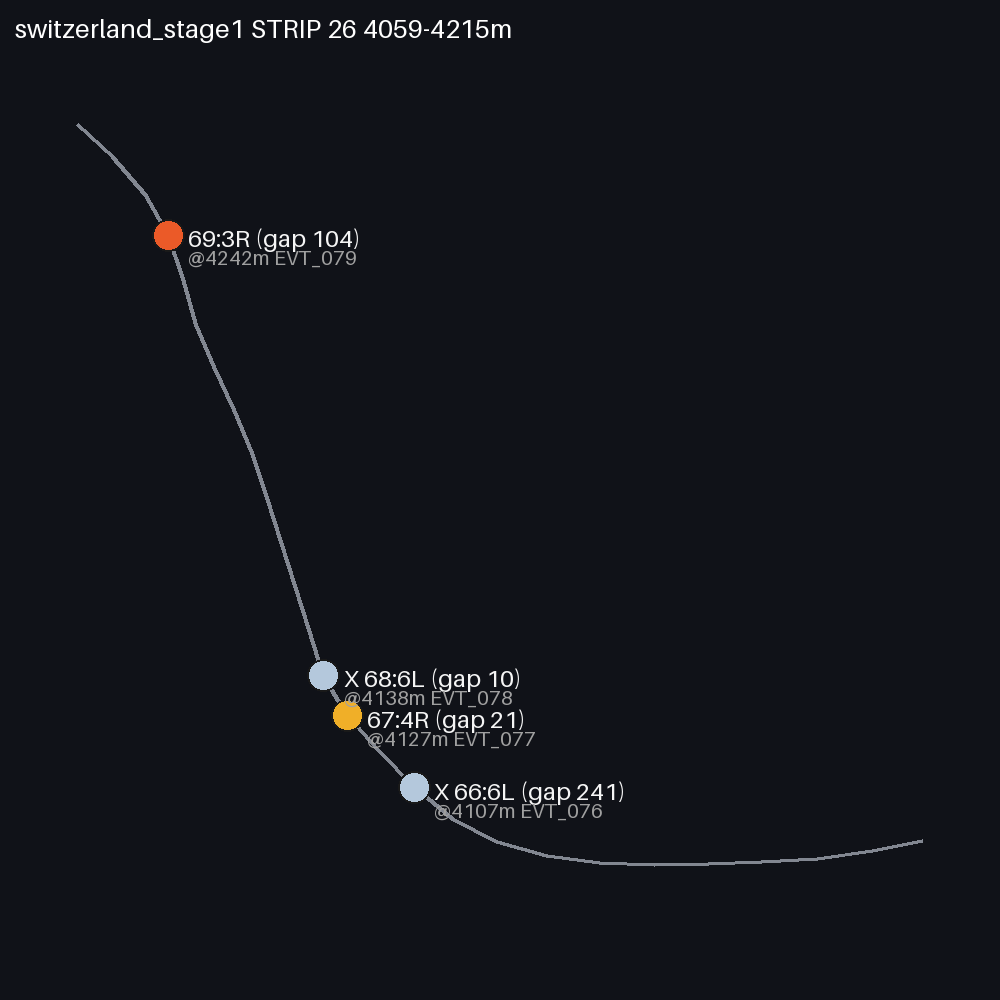 switzerland_stage1 STRIP 26 4059-4215m
69:3R (gap 104)
@4242m EVT_079
X 68:6L (gap 10)
@4138m EVT_078
67:4R (gap 21)
@4127m EVT_077
X 66:6L (gap 241)
@4107m EVT_076